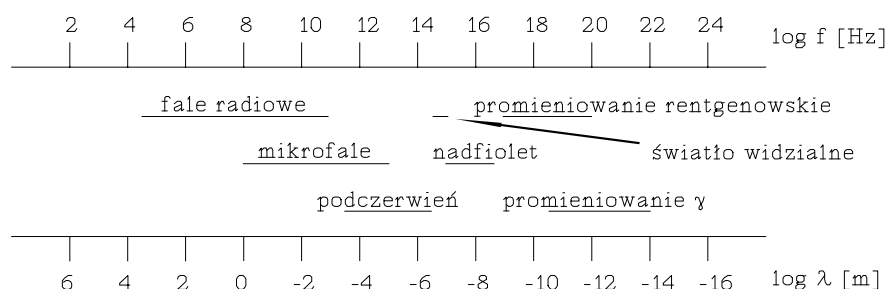 2 4 6 8 10 12 14 16 18 20 22 24 log f [Hz]
fale radiowe promieniowanie rentgenowskie
mikrofale nadfiolet światło widzialne
podczerwień promieniowanie γ
6 4 2 0 -2 -4 -6 -8 -10 -12 -14 -16 log λ [m]